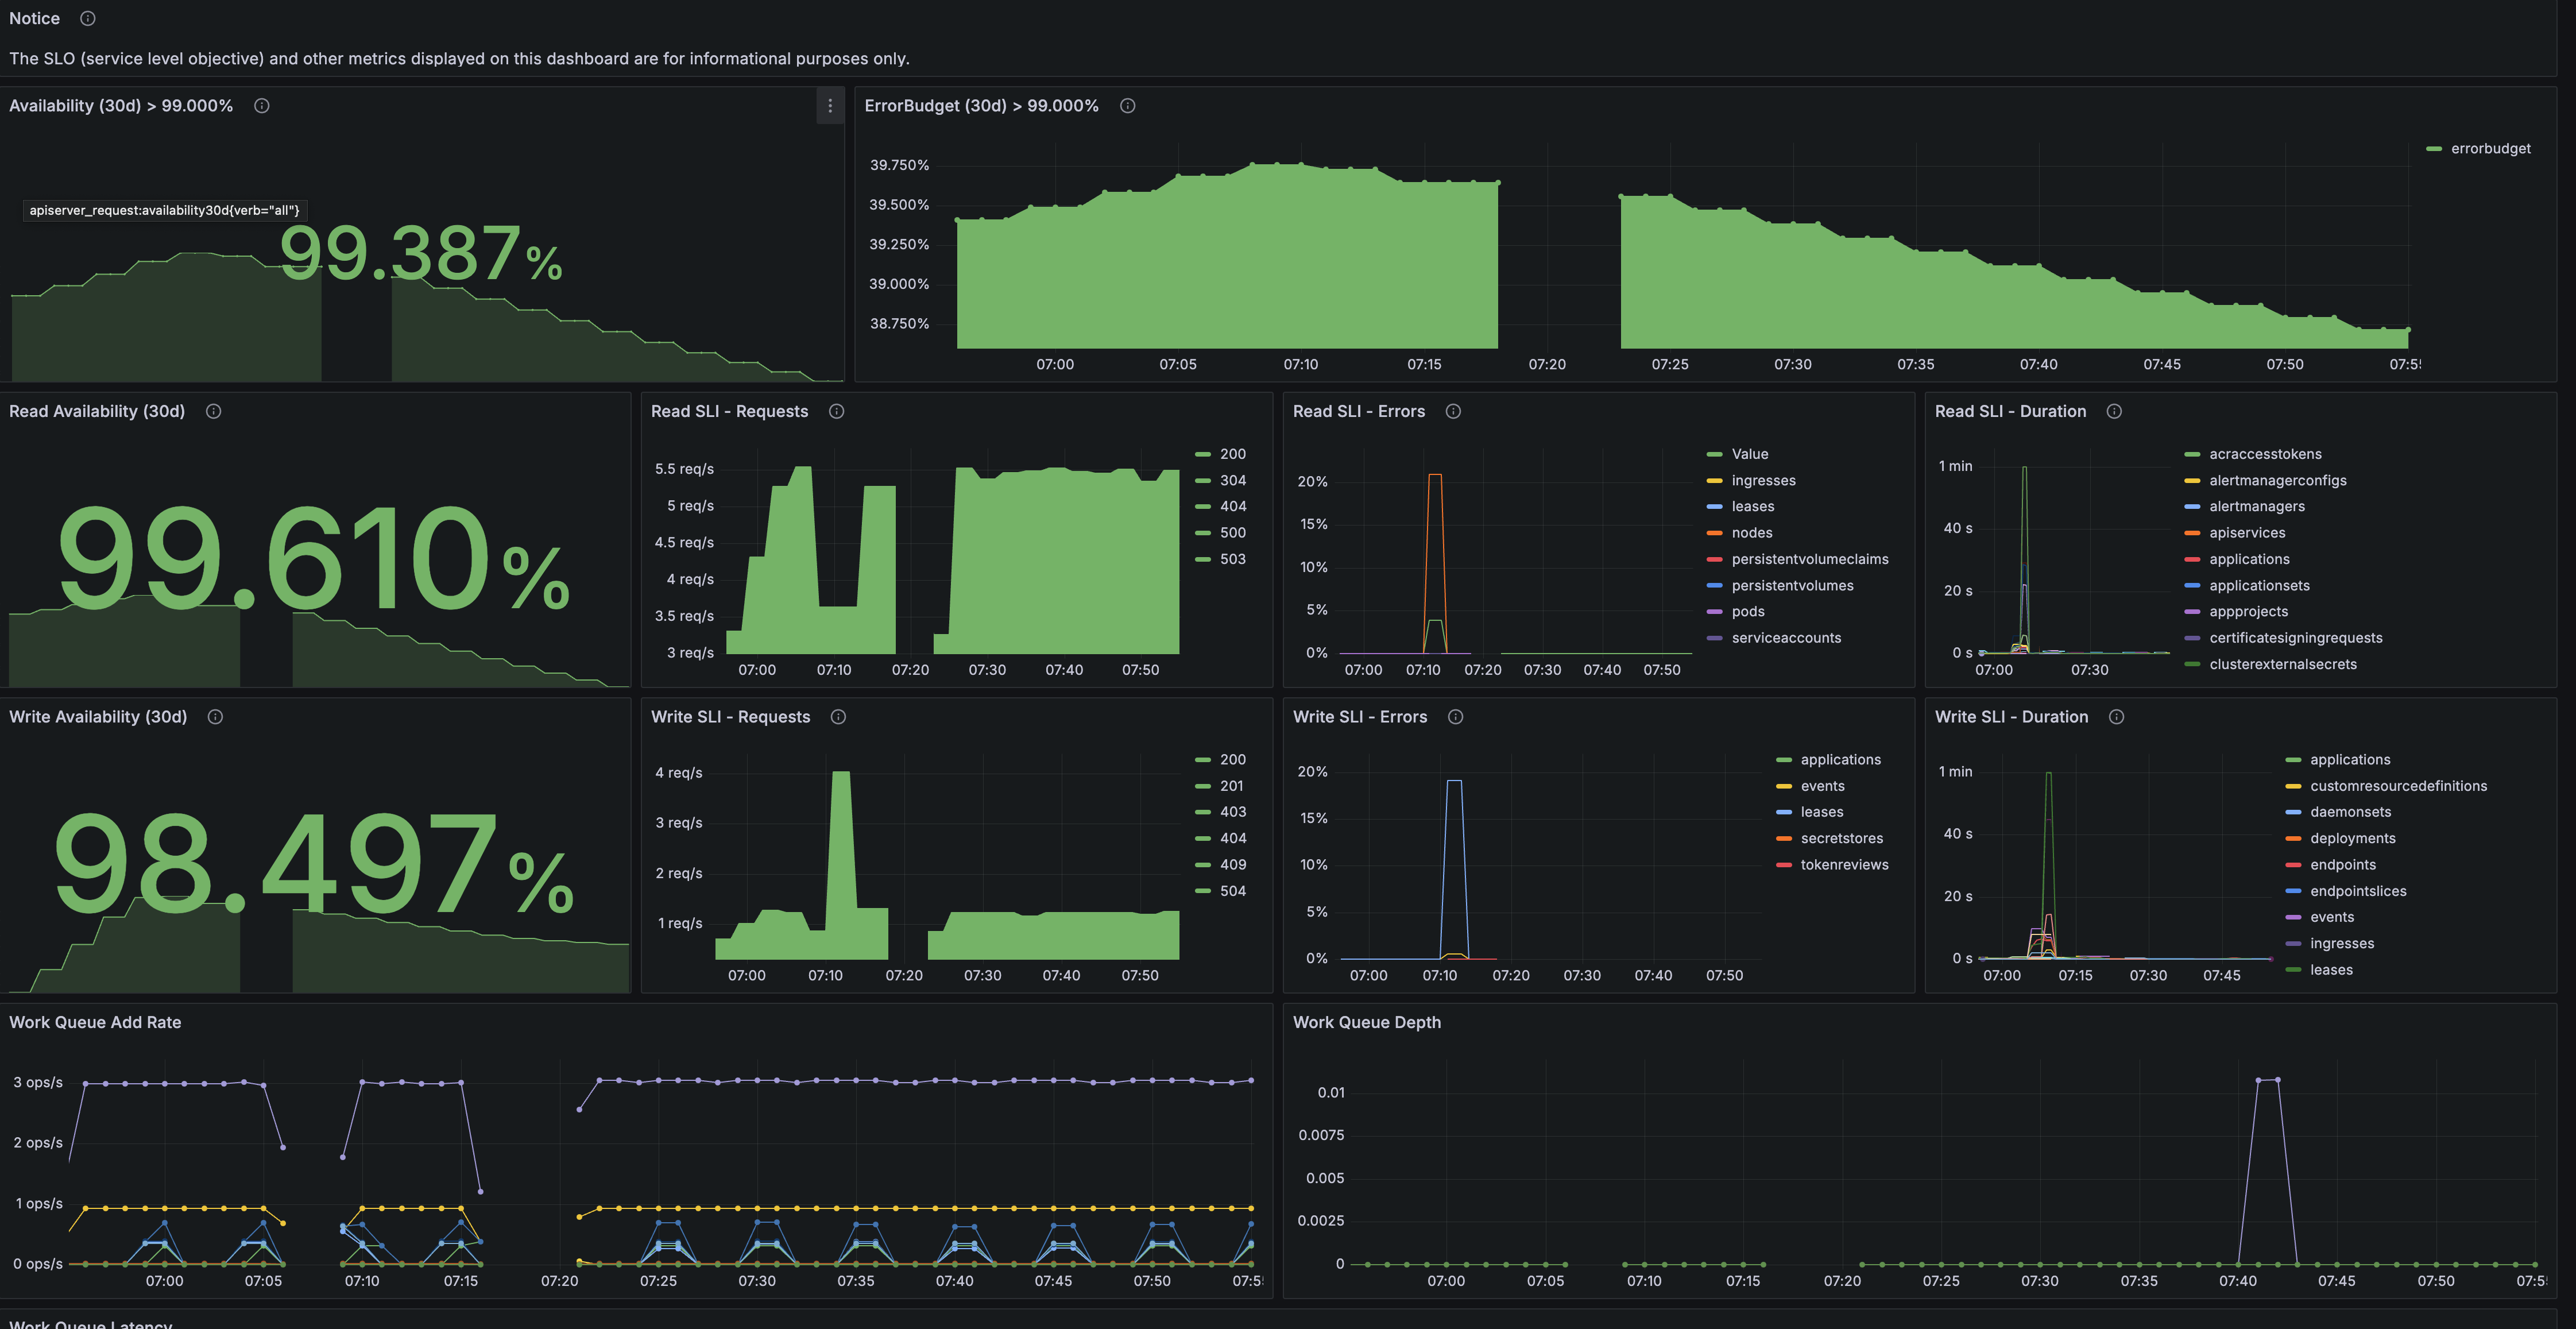 Notice
The SLO (service level objective) and other metrics displayed on this dashboard are for informational purposes only.
Availability (30d) > 99.000%
apiserver_request:availability30d{verb="all"}
99.387%
ErrorBudget (30d) > 99.000%
39.750%
39.500%
39.250%
39.000%
38.750%
07:00 07:05 07:10 07:15 07:20 07:25 07:30 07:35 07:40 07:45 07:50
errorbudget
Read Availability (30d)
99.610%
Read SLI - Requests
5.5 req/s
5 req/s
4.5 req/s
4 req/s
3.5 req/s
3 req/s
07:00 07:10 07:20 07:30 07:40 07:50
200
304
404
500
503
Read SLI - Errors
20%
15%
10%
5%
0%
07:00 07:10 07:20 07:30 07:40 07:50
Value
ingresses
leases
nodes
persistentvolumeclaims
persistentvolumes
pods
serviceaccounts
Read SLI - Duration
1 min
40 s
20 s
0 s
07:00 07:30
acraccesstokens
alertmanagerconfigs
alertmanagers
apiservices
applications
applicationsets
appprojects
certificatesigningrequests
clusterexternalsecrets
Write Availability (30d)
98.497%
Write SLI - Requests
4 req/s
3 req/s
2 req/s
1 req/s
07:00 07:10 07:20 07:30 07:40 07:50
200
201
403
404
409
504
Write SLI - Errors
20%
15%
10%
5%
0%
07:00 07:10 07:20 07:30 07:40 07:50
applications
events
leases
secretstores
tokenreviews
Write SLI - Duration
1 min
40 s
20 s
0 s
07:00 07:15 07:30 07:45
applications
customresourcedefinitions
daemonsets
deployments
endpoints
endpointslices
events
ingresses
leases
Work Queue Add Rate
3 ops/s
2 ops/s
1 ops/s
0 ops/s
07:00 07:05 07:10 07:15 07:20 07:25 07:30 07:35 07:40 07:45 07:50
Work Queue Depth
0.01
0.0075
0.005
0.0025
0
07:00 07:05 07:10 07:15 07:20 07:25 07:30 07:35 07:40 07:45 07:50
Work Queue Latency